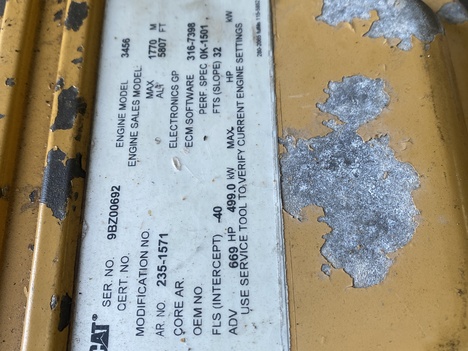 CAT
SER. NO. 9BZ00692
CERT. NO.
MODIFICATION NO.
AR. NO. 235-1571
CORE AR.
OEM NO
FLS (INTERCEPT) -40
ADV 669 HP 499.0 kW
USE SERVICE TOOL TO VERIFY CURRENT ENGINE SETTINGS
ENGINE MODEL 3456
ENGINE SALES MODEL:
MAX ALT 1770 M
5807 FT
ELECTRONICS GP
ECM SOFTWARE 316-7398
PERF. SPEC 0K-1501
FTS (SLOPE) 32
MAX. HP kW